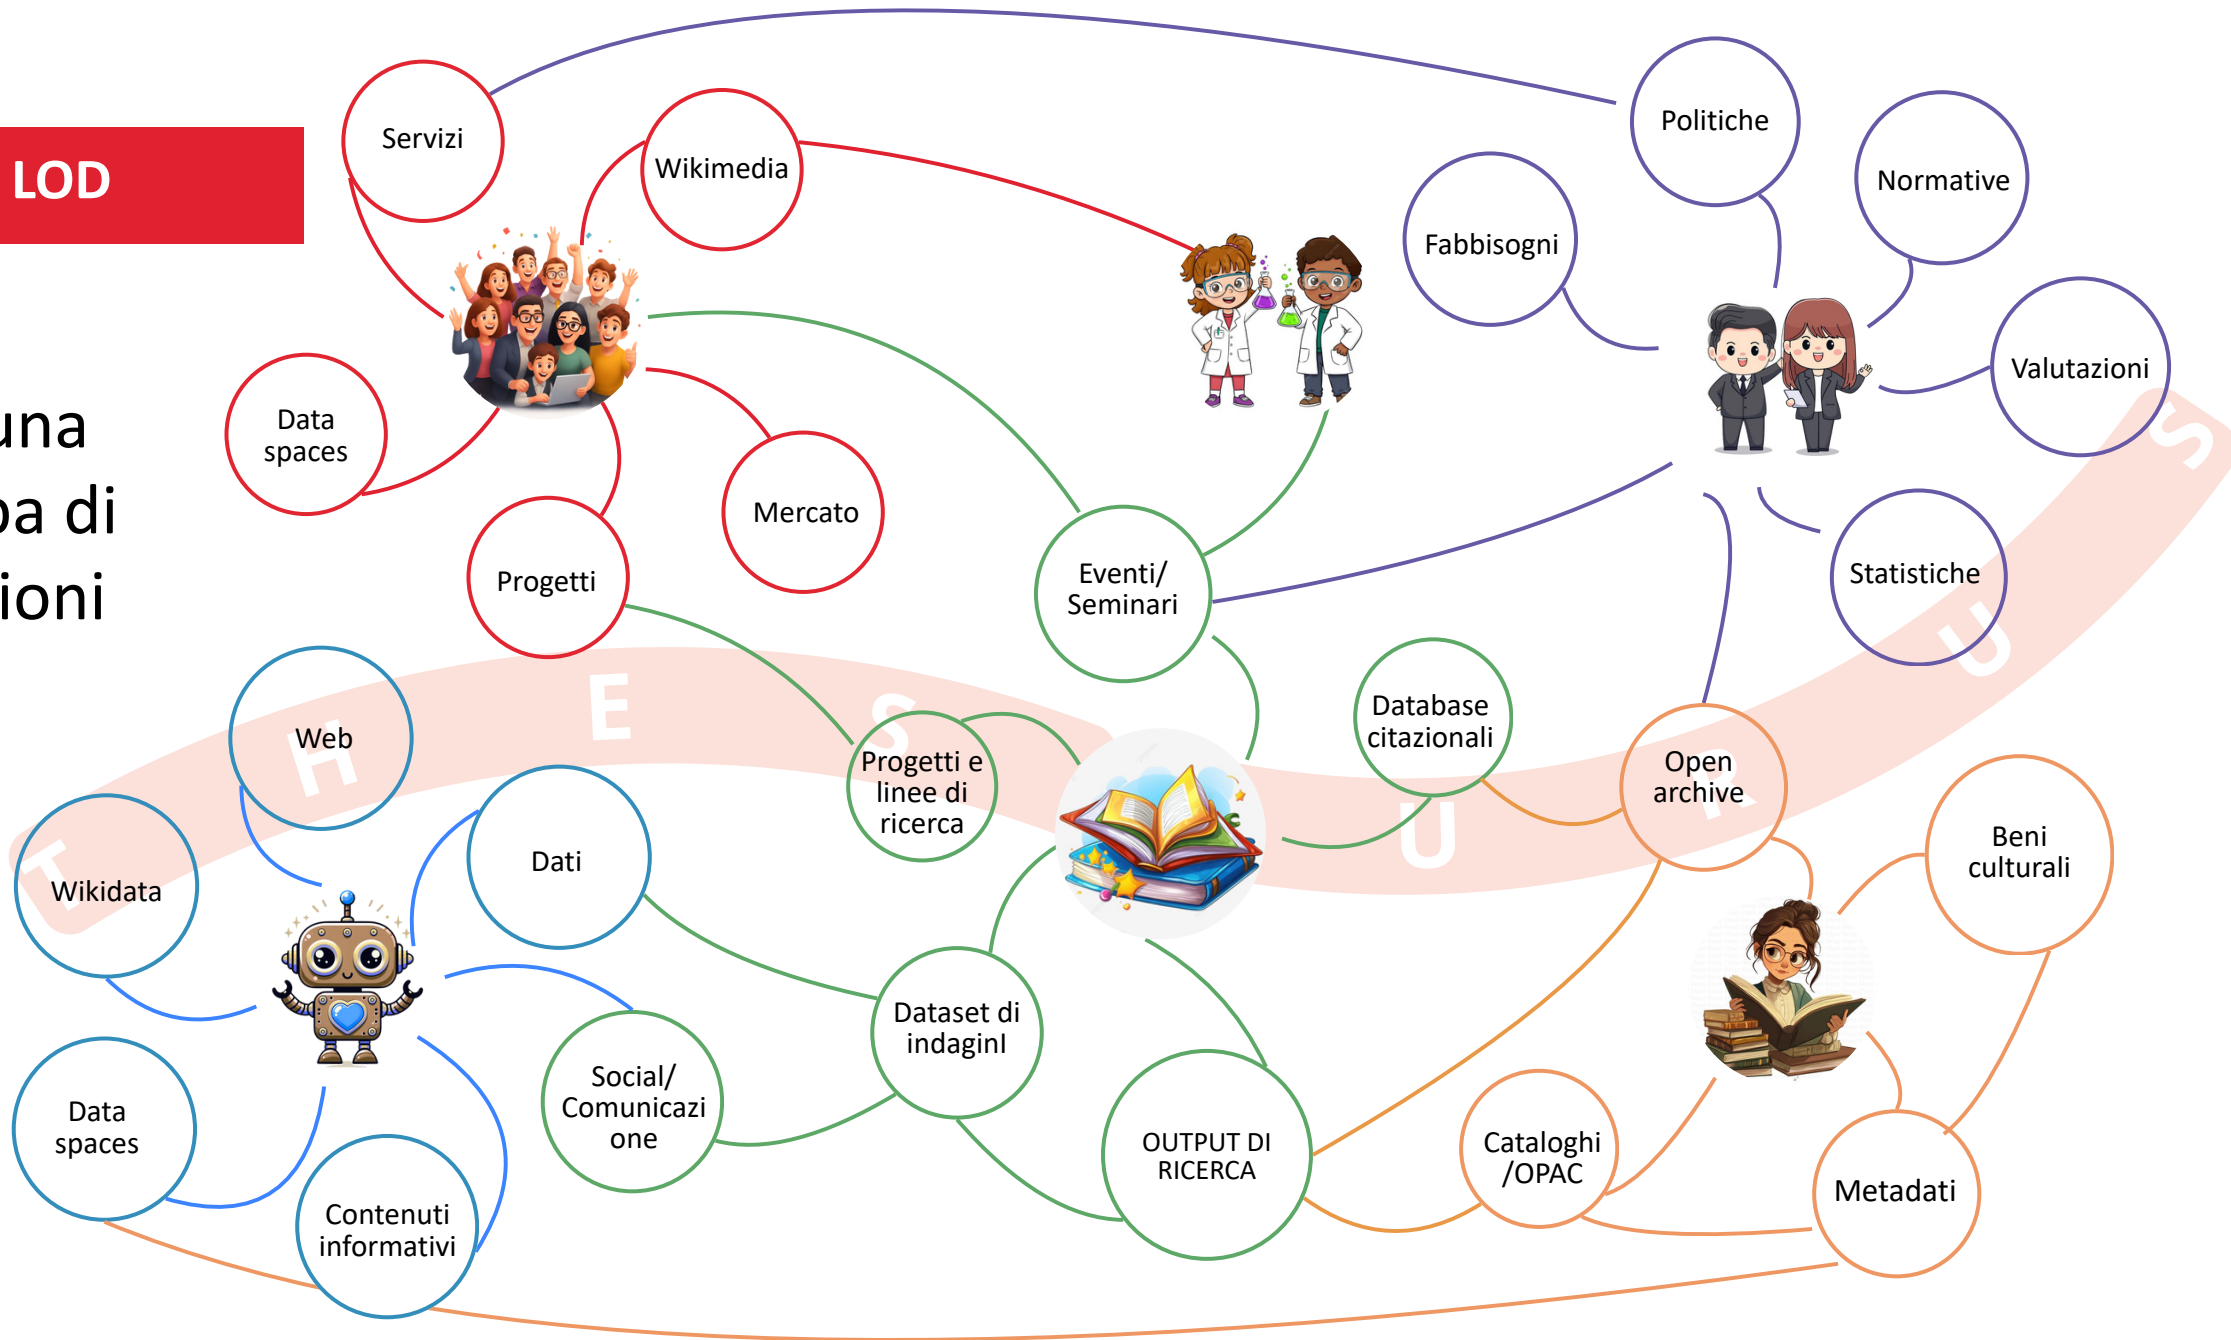 LOD
una
pa di
ioni
Servizi
Wikimedia
Politiche
Normative
Fabbisogni
Valutazioni
Data
spaces
Mercato
Progetti
Eventi/
Seminari
Statistiche
Database
citazionali
Open
archive
Web
Progetti e
linee di
ricerca
Dati
Wikidata
Beni
culturali
Dataset di
indaginI
Social/
Comunicazi
one
Data
spaces
OUTPUT DI
RICERCA
Cataloghi
/OPAC
Metadati
Contenuti
informativi
T H E S U R U S